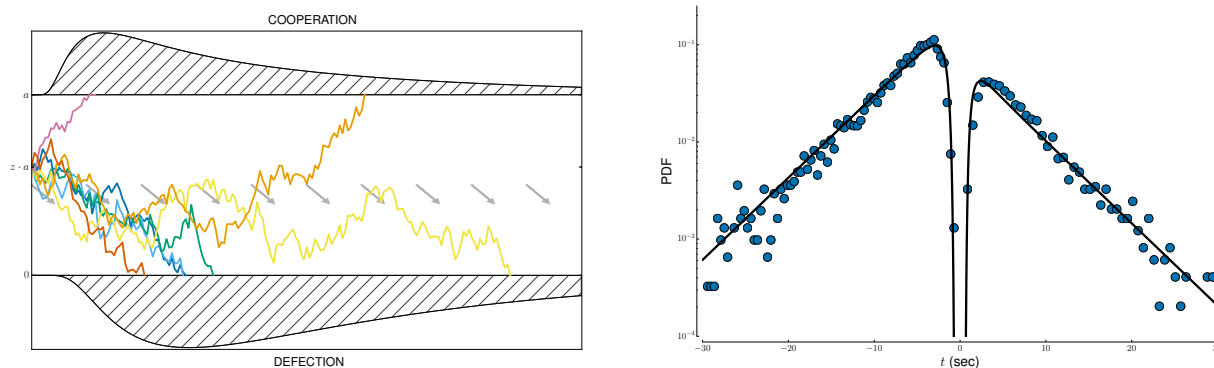 COOPERATION
a
z · a
0
DEFECTION
PDF
10⁻¹
10⁻²
10⁻³
10⁻⁴
−30
−20
−10
0
10
20
t (sec)